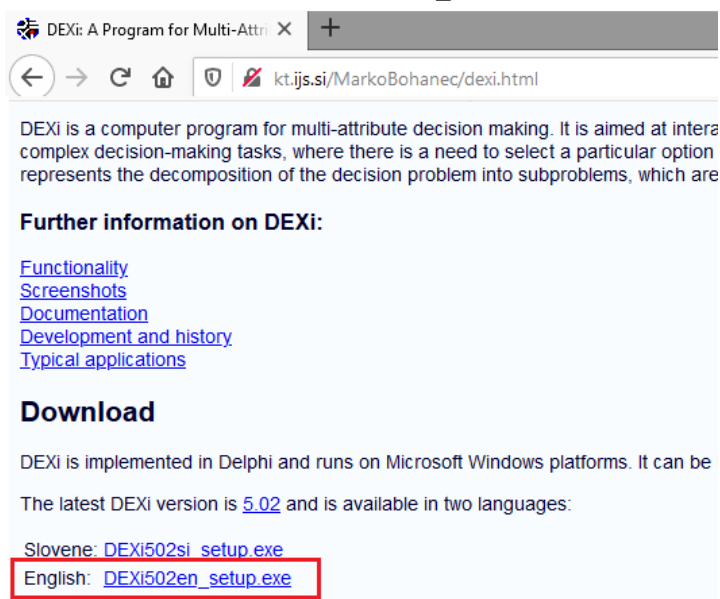 DEXi: A Program for Multi-Attri
kt.ijs.si/MarkoBohanec/dexi.html
DEXi is a computer program for multi-attribute decision making. It is aimed at intera
complex decision-making tasks, where there is a need to select a particular option
represents the decomposition of the decision problem into subproblems, which are
Further information on DEXi:
Functionality
Screenshots
Documentation
Development and history
Typical applications
Download
DEXi is implemented in Delphi and runs on Microsoft Windows platforms. It can be
The latest DEXi version is 5.02 and is available in two languages:
Slovene: DEXi502si_setup.exe
English: DEXi502en_setup.exe